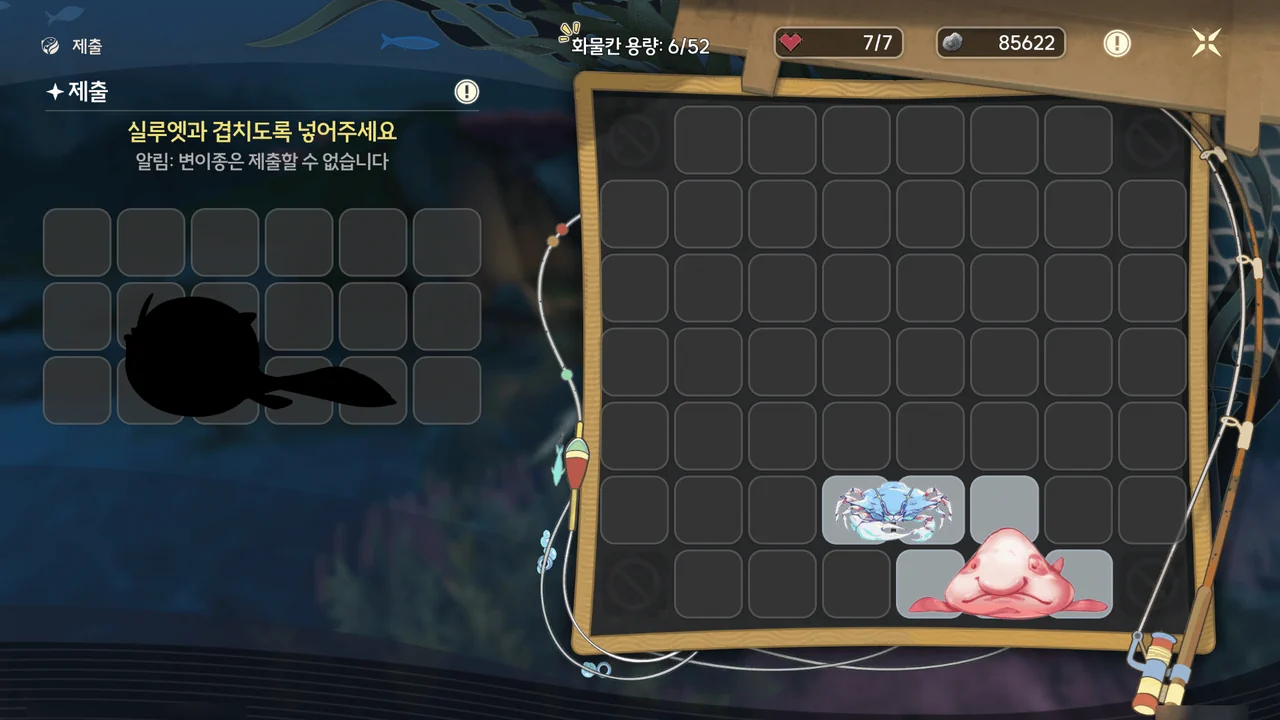 제출
화물칸 용량: 6/52
7/7
85622
제출
실루엣과 겹치도록 넣어주세요
알림: 변이종은 제출할 수 없습니다